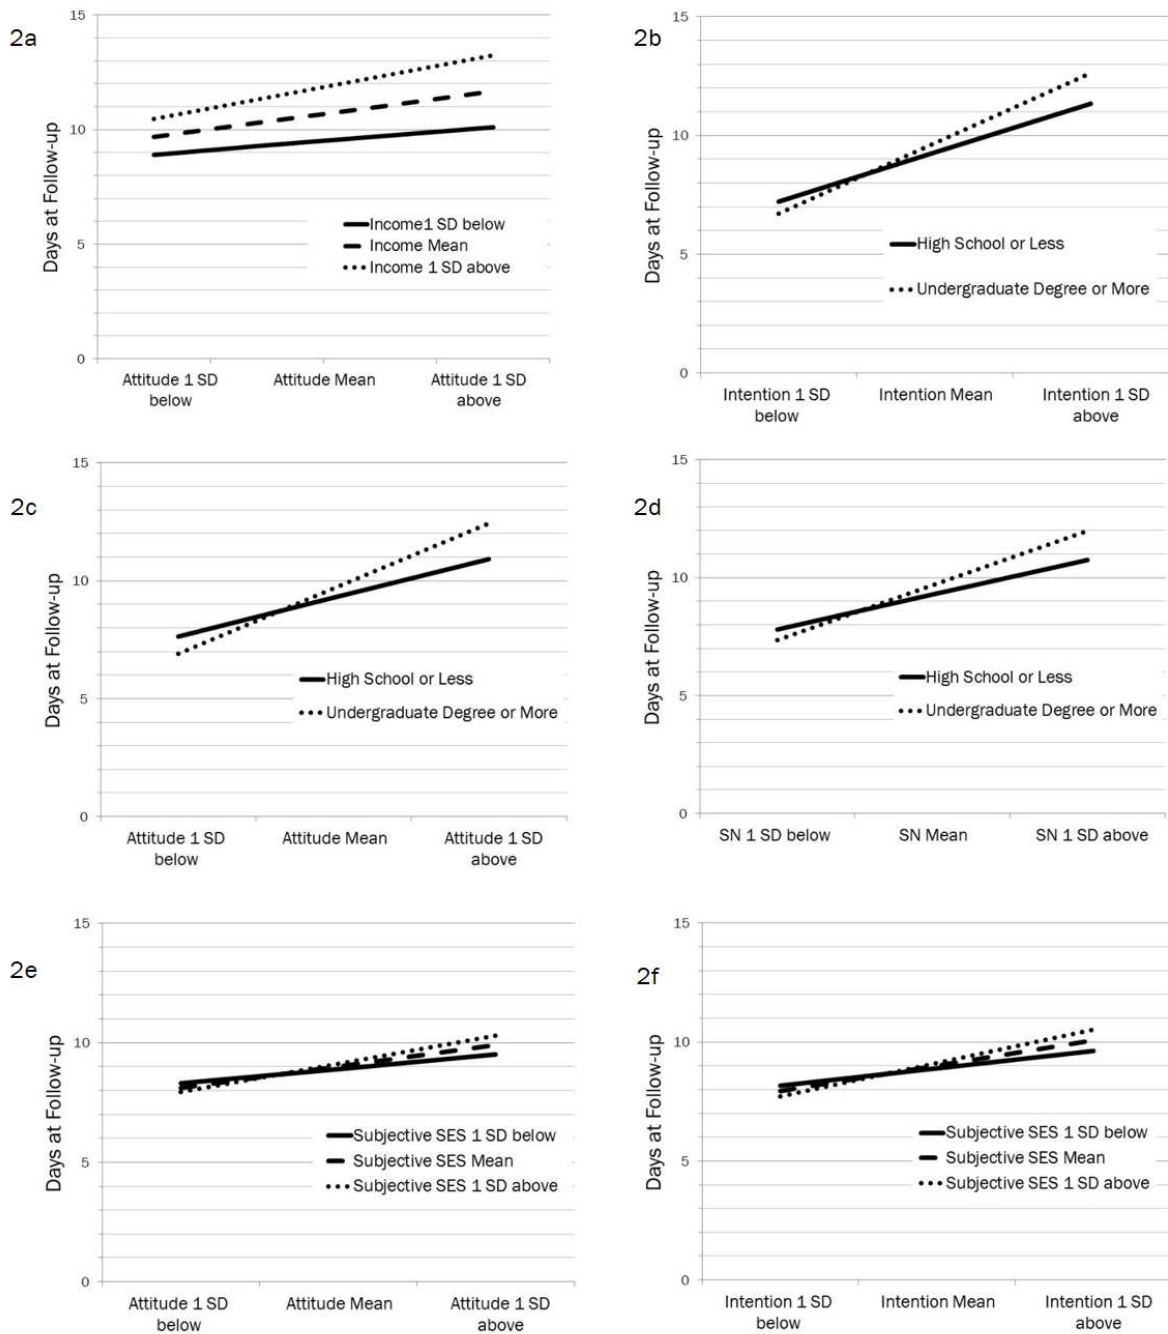 2a
15
10
5
0
Days at Follow-up
Income1 SD below
Income Mean
Income 1 SD above
Attitude 1 SD
below
Attitude Mean
Attitude 1 SD
above
2b
15
10
5
0
Days at Follow-up
High School or Less
Undergraduate Degree or More
Intention 1 SD
below
Intention Mean
Intention 1 SD
above
2c
15
10
5
0
Days at Follow-up
High School or Less
Undergraduate Degree or More
Attitude 1 SD
below
Attitude Mean
Attitude 1 SD
above
2d
15
10
5
0
Days at Follow-up
High School or Less
Undergraduate Degree or More
SN 1 SD below
SN Mean
SN 1 SD above
2e
15
10
5
0
Days at Follow-up
Subjective SES 1 SD below
Subjective SES Mean
Subjective SES 1 SD above
Attitude 1 SD
below
Attitude Mean
Attitude 1 SD
above
2f
15
10
5
0
Days at Follow-up
Subjective SES 1 SD below
Subjective SES Mean
Subjective SES 1 SD above
Intention 1 SD
below
Intention Mean
Intention 1 SD
above